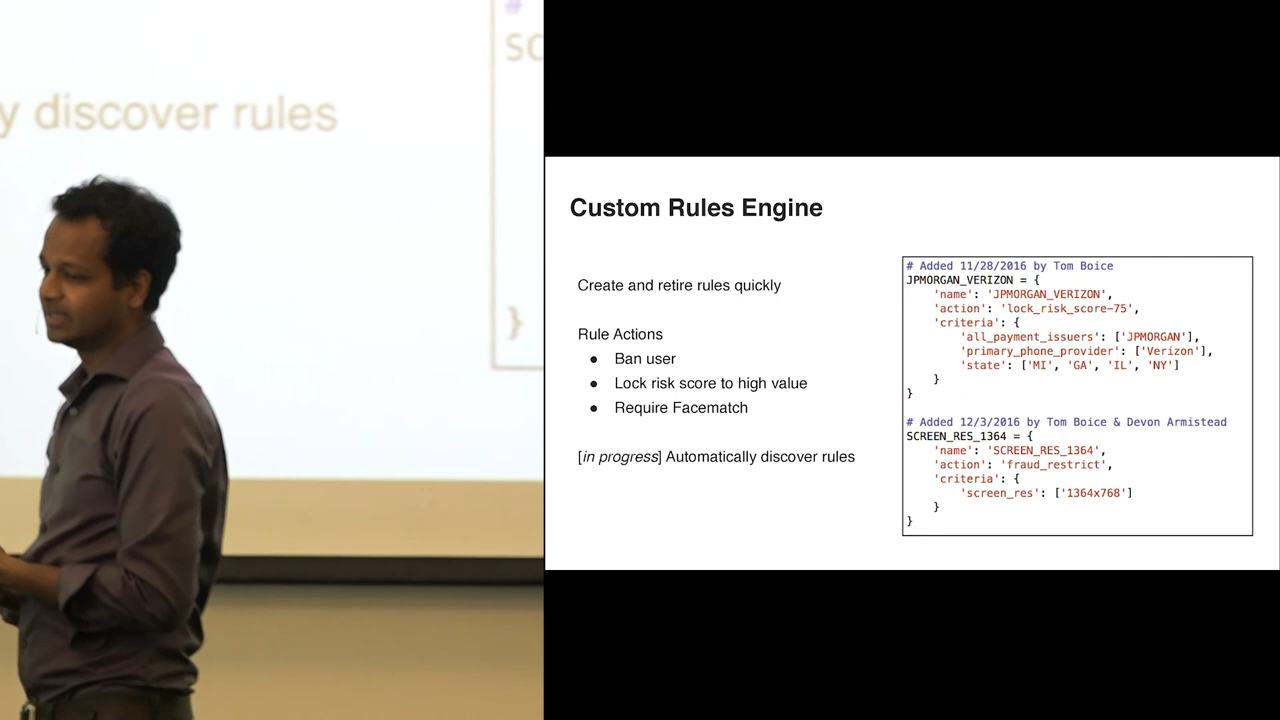 #
SC
y discover rules
}
Custom Rules Engine
Create and retire rules quickly
Rule Actions
● Ban user
● Lock risk score to high value
● Require Facematch
[in progress] Automatically discover rules
# Added 11/28/2016 by Tom Boice
JPMORGAN_VERIZON = {
    'name': 'JPMORGAN_VERIZON',
    'action': 'lock_risk_score-75',
    'criteria': {
        'all_payment_issuers': ['JPMORGAN'],
        'primary_phone_provider': ['Verizon'],
        'state': ['MI', 'GA', 'IL', 'NY']
    }
}
# Added 12/3/2016 by Tom Boice & Devon Armistead
SCREEN_RES_1364 = {
    'name': 'SCREEN_RES_1364',
    'action': 'fraud_restrict',
    'criteria': {
        'screen_res': ['1364x768']
    }
}